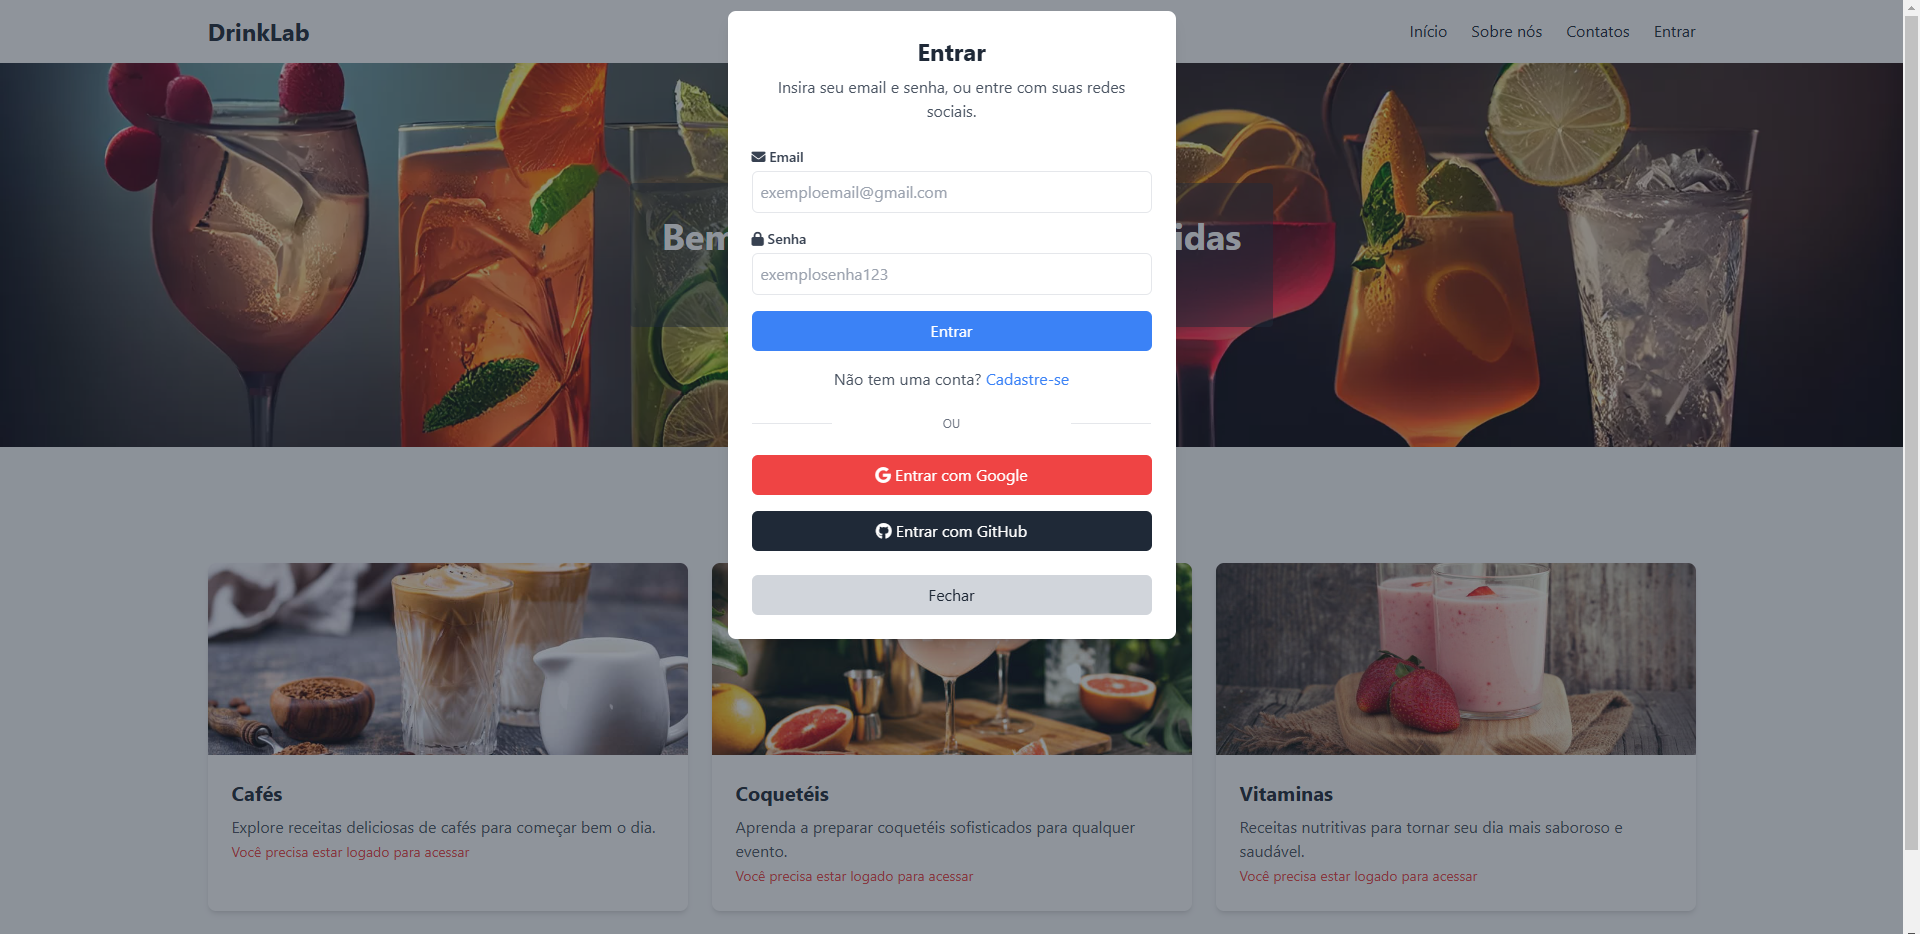 DrinkLab
Início
Sobre nós
Contatos
Entrar
Entrar
Insira seu email e senha, ou entre com suas redes
sociais.
Email
exemploemail@gmail.com
Senha
exemplosenha123
Entrar
Não tem uma conta? Cadastre-se
OU
Entrar com Google
Entrar com GitHub
Fechar
Cafés
Explore receitas deliciosas de cafés para começar bem o dia.
Você precisa estar logado para acessar
Coquetéis
Aprenda a preparar coquetéis sofisticados para qualquer
evento.
Você precisa estar logado para acessar
Vitaminas
Receitas nutritivas para tornar seu dia mais saboroso e
saudável.
Você precisa estar logado para acessar